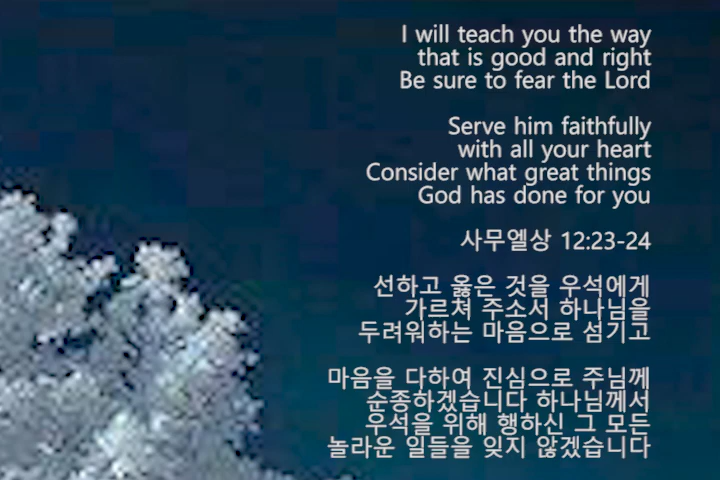 I will teach you the way
that is good and right
Be sure to fear the Lord
Serve him faithfully
with all your heart
Consider what great things
God has done for you
사무엘상 12:23-24
선하고 옳은 것을 우석에게
가르쳐 주소서 하나님을
두려워하는 마음으로 섬기고
마음을 다하여 진심으로 주님께
순종하겠습니다 하나님께서
우석을 위해 행하신 그 모든
놀라운 일들을 잊지 않겠습니다